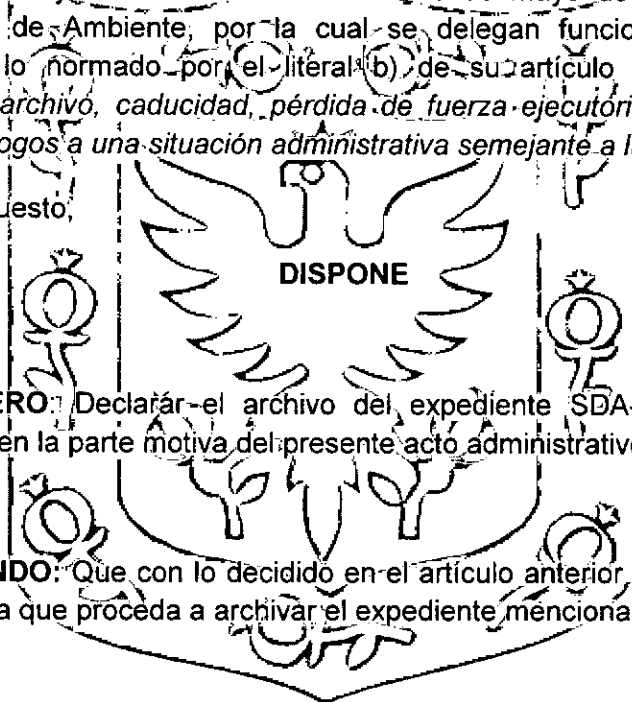 de Ambiente, por la cual se delegan funcio
lo normado por el literal b) de su artículo
archivo, caducidad, pérdida de fuerza ejecutori
ogos a una situación administrativa semejante a l
uesto,
DISPONE
ERO: Declarar el archivo del expediente SDA-
en la parte motiva del presente acto administrativo
NDO: Que con lo decidido en el artículo anterior
a que proceda a archivar el expediente menciona